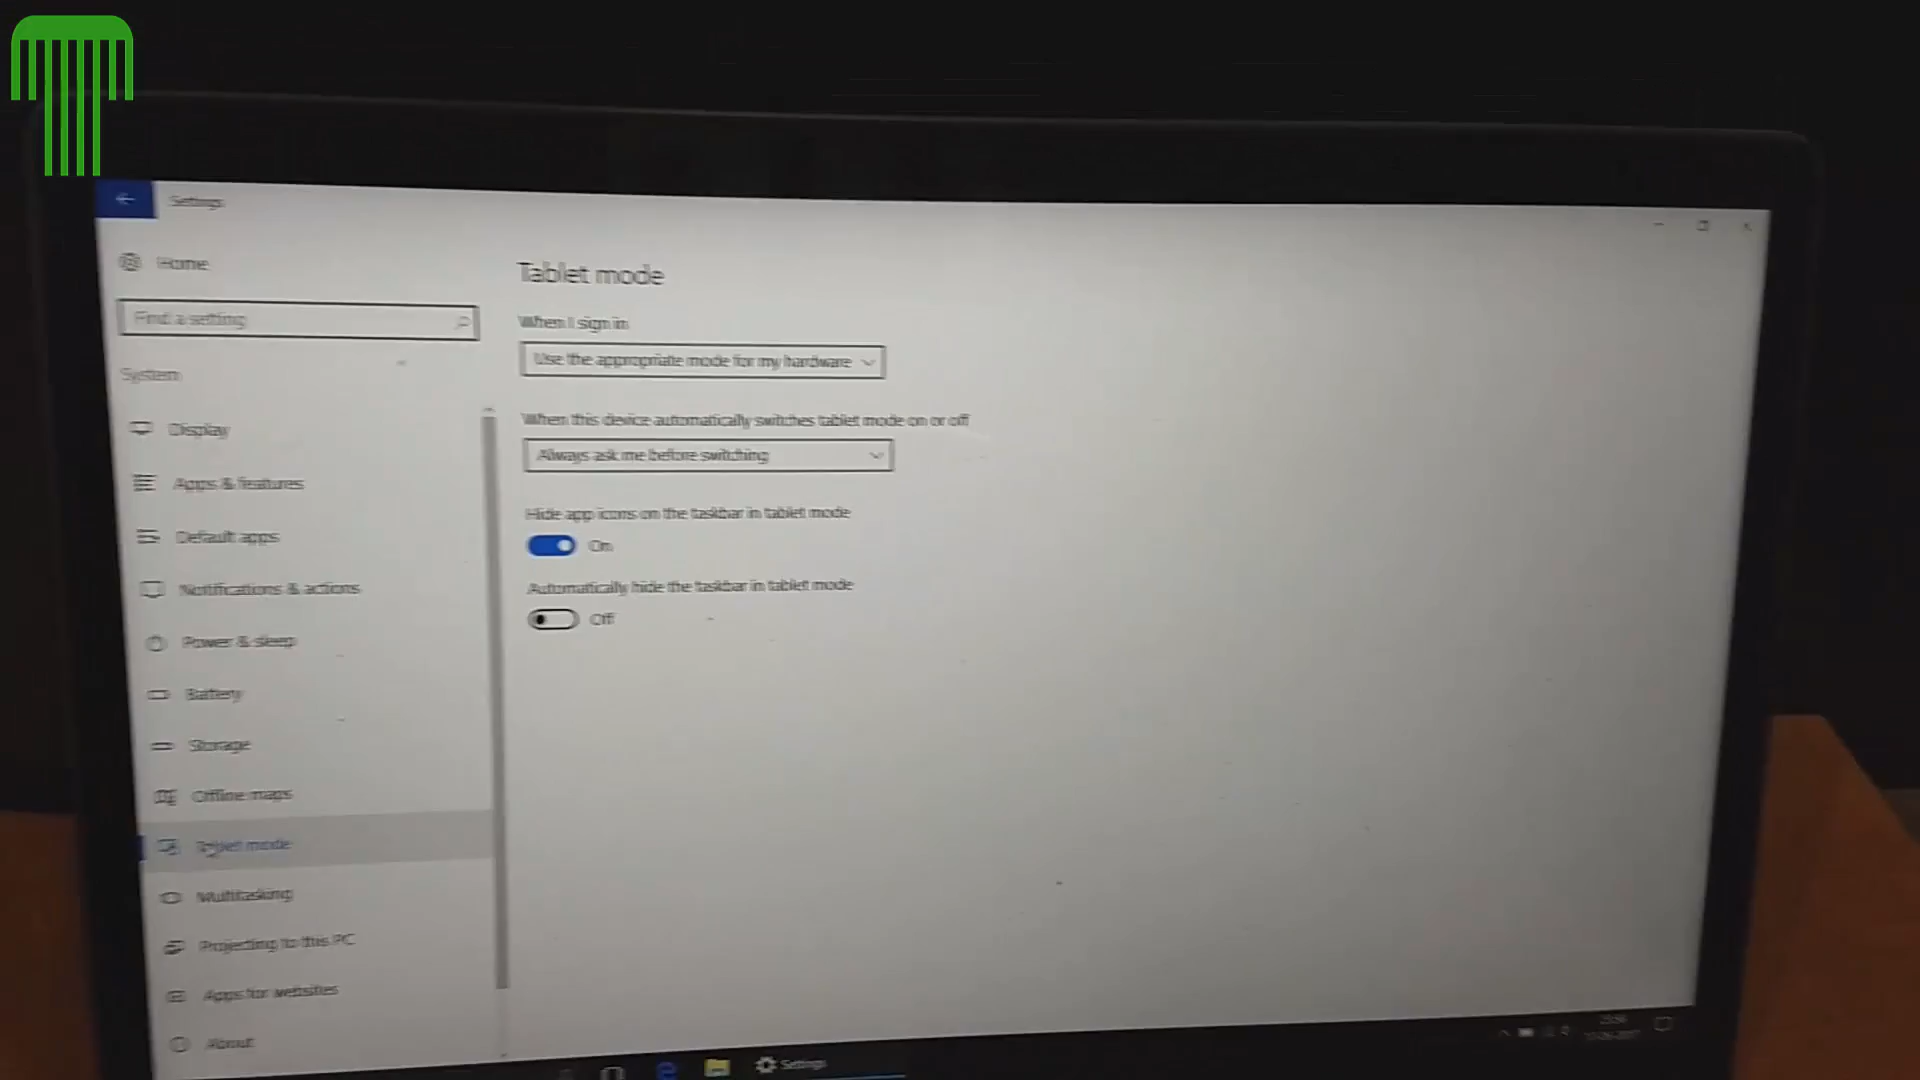 Settings
Home
Find a setting
System
Display
Apps & features
Default apps
Notifications & actions
Power & sleep
Battery
Storage
Offline maps
Tablet mode
Multitasking
Projecting to this PC
Apps for websites
About
Tablet mode
When I sign in
Use the appropriate mode for my hardware
When this device automatically switches tablet mode on or off
Always ask me before switching
Hide app icons on the taskbar in tablet mode
On
Automatically hide the taskbar in tablet mode
Off
Settings